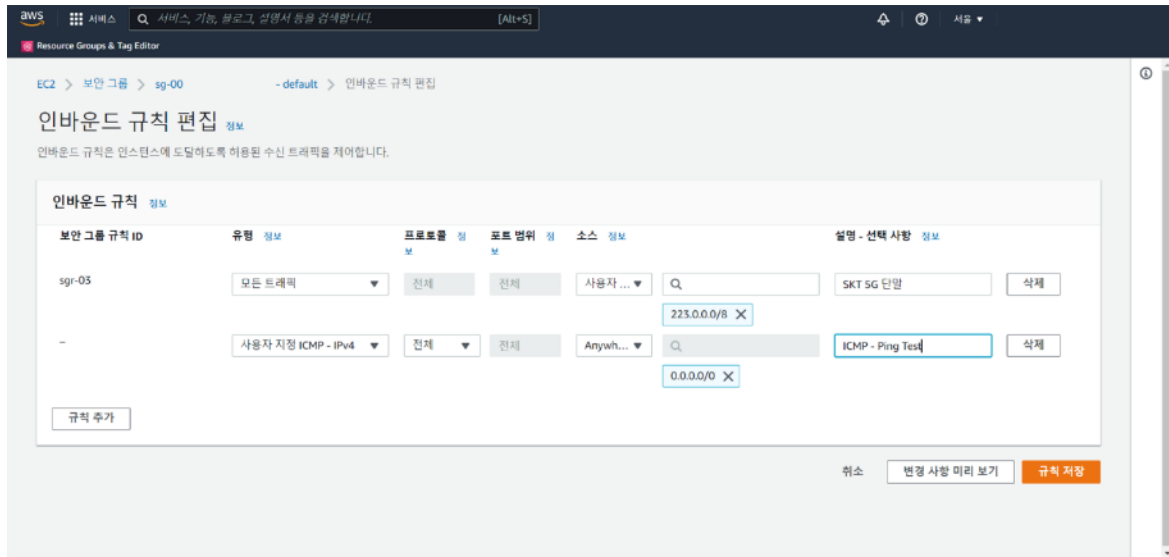 aws 서비스 서비스, 기능, 블로그, 설명서 등을 검색합니다. [Alt+S] 서울 ▼
Resource Groups & Tag Editor
EC2 > 보안 그룹 > sg-00 - default > 인바운드 규칙 편집
인바운드 규칙 편집 정보
인바운드 규칙은 인스턴스에 도달하도록 허용된 수신 트래픽을 제어합니다.
인바운드 규칙 정보
보안 그룹 규칙 ID 유형 정보 프로토콜 정보 포트 범위 정보 소스 정보 설명 - 선택 사항 정보
sgr-03 모든 트래픽 ▼ 전체 전체 사용자 ... ▼ SKT 5G 단말 삭제
223.0.0.0/8 X
- 사용자 지정 ICMP - IPv4 ▼ 전체 ▼ 전체 Anywh... ▼ ICMP - Ping Test 삭제
0.0.0.0/0 X
규칙 추가
취소 변경 사항 미리 보기 규칙 저장